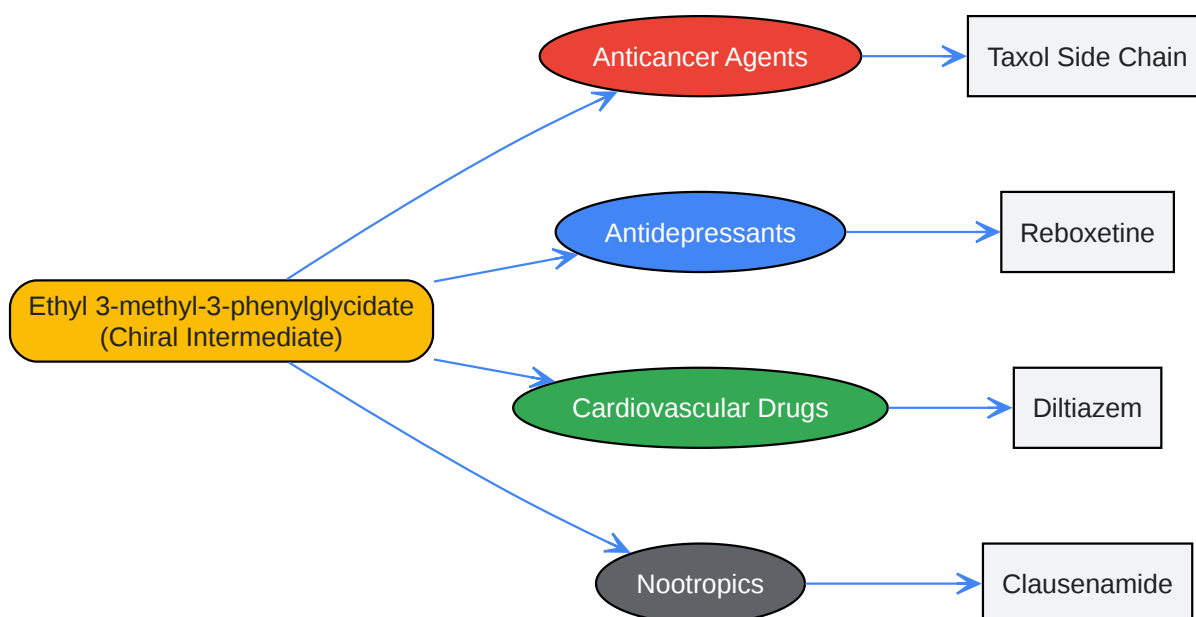 Anticancer Agents
Taxol Side Chain
Antidepressants
Reboxetine
Ethyl 3-methyl-3-phenylglycidate
(Chiral Intermediate)
Cardiovascular Drugs
Diltiazem
Nootropics
Clausenamide